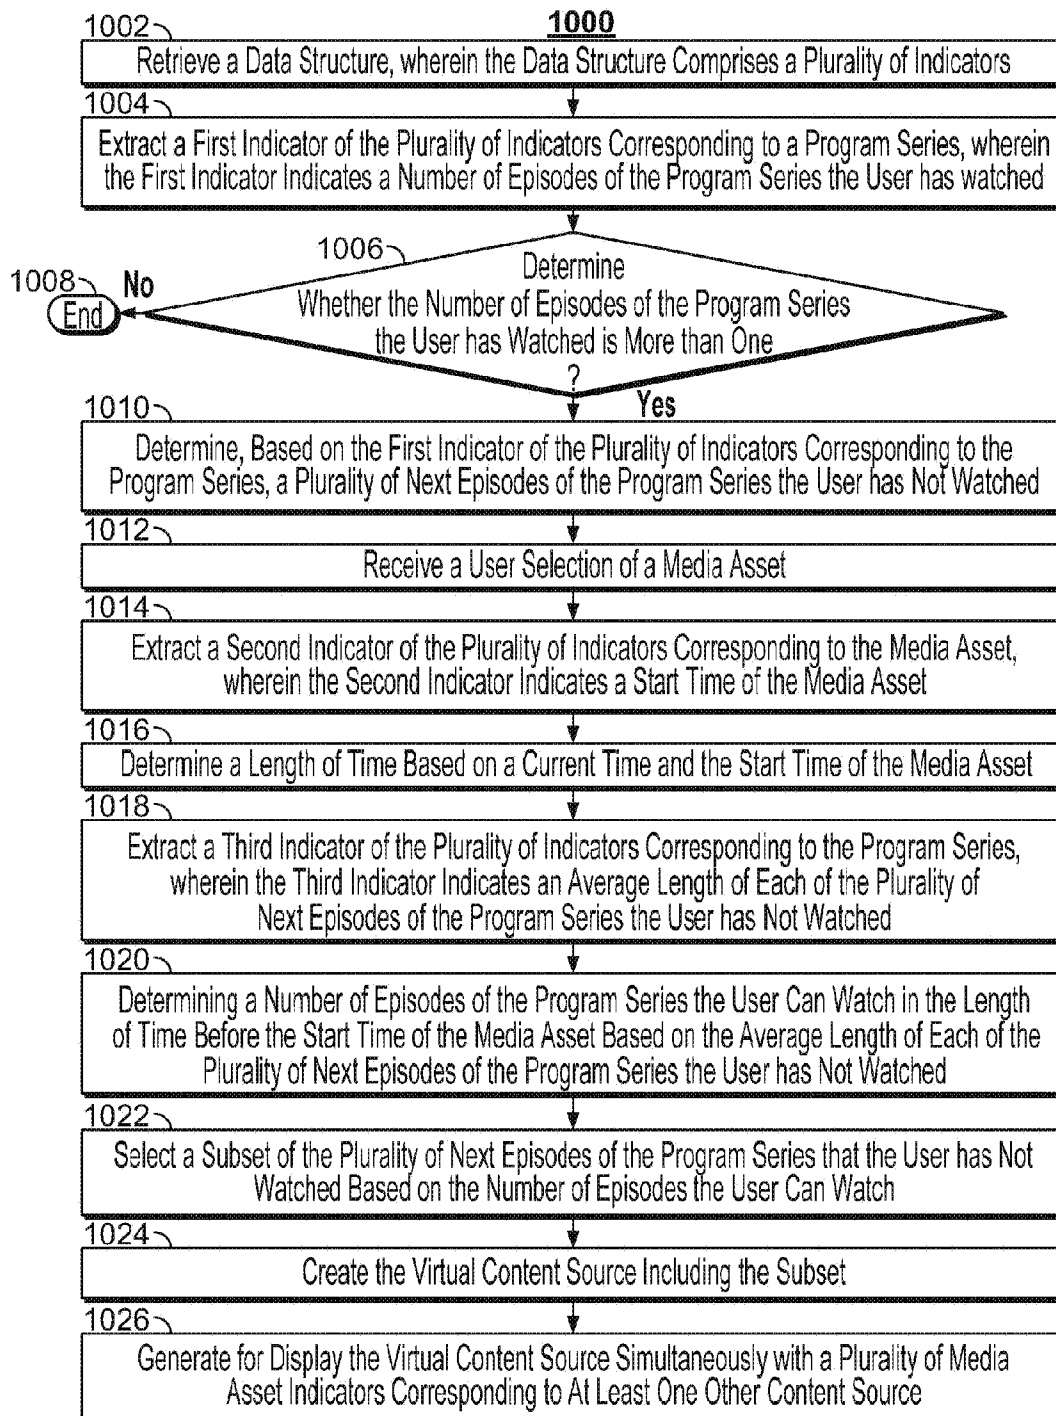 1000
1002
Retrieve a Data Structure, wherein the Data Structure Comprises a Plurality of Indicators
1004
Extract a First Indicator of the Plurality of Indicators Corresponding to a Program Series, wherein
the First Indicator Indicates a Number of Episodes of the Program Series the User has watched
1006
Determine
Whether the Number of Episodes of the Program Series
the User has Watched is More than One
?
1008
No
End
Yes
1010
Determine, Based on the First Indicator of the Plurality of Indicators Corresponding to the
Program Series, a Plurality of Next Episodes of the Program Series the User has Not Watched
1012
Receive a User Selection of a Media Asset
1014
Extract a Second Indicator of the Plurality of Indicators Corresponding to the Media Asset,
wherein the Second Indicator Indicates a Start Time of the Media Asset
1016
Determine a Length of Time Based on a Current Time and the Start Time of the Media Asset
1018
Extract a Third Indicator of the Plurality of Indicators Corresponding to the Program Series,
wherein the Third Indicator Indicates an Average Length of Each of the Plurality of
Next Episodes of the Program Series the User has Not Watched
1020
Determining a Number of Episodes of the Program Series the User Can Watch in the Length
of Time Before the Start Time of the Media Asset Based on the Average Length of Each of the
Plurality of Next Episodes of the Program Series the User has Not Watched
1022
Select a Subset of the Plurality of Next Episodes of the Program Series that the User has Not
Watched Based on the Number of Episodes the User Can Watch
1024
Create the Virtual Content Source Including the Subset
1026
Generate for Display the Virtual Content Source Simultaneously with a Plurality of Media
Asset Indicators Corresponding to At Least One Other Content Source